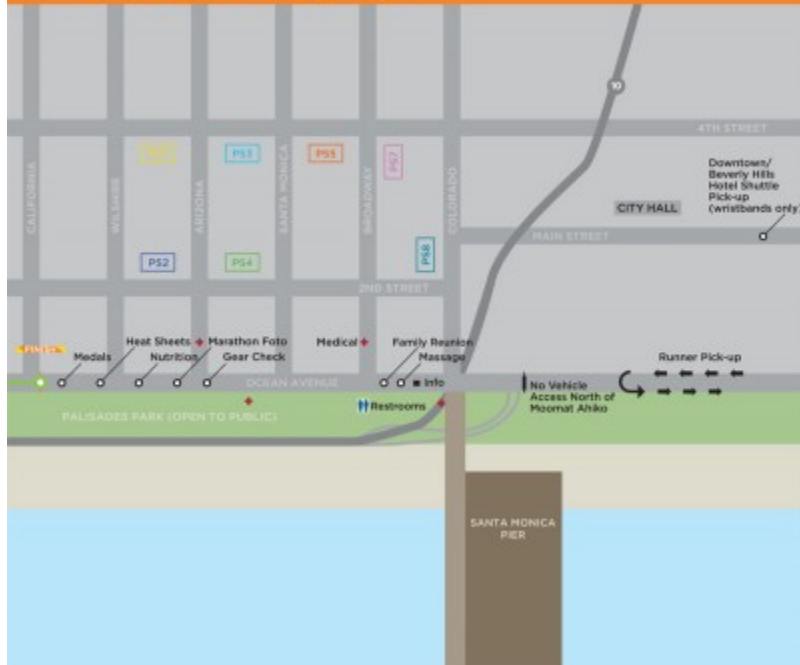 10
4TH STREET
PS3
PS5
PS7
CALIFORNIA
WILSHIRE
ARIZONA
SANTA MONICA
BROADWAY
COLORADO
Downtown/
Beverly Hills
Hotel Shuttle
Pick-up
(wristbands only)
CITY HALL
MAIN STREET
PS2
PS4
PS8
2ND STREET
FINISH
Medals
Heat Sheets
Nutrition
Marathon Foto
Gear Check
Medical
Family Reunion
Massage
Info
OCEAN AVENUE
Runner Pick-up
No Vehicle
Access North of
Moomat Ahiko
Restrooms
PALISADES PARK (OPEN TO PUBLIC)
SANTA MONICA
PIER